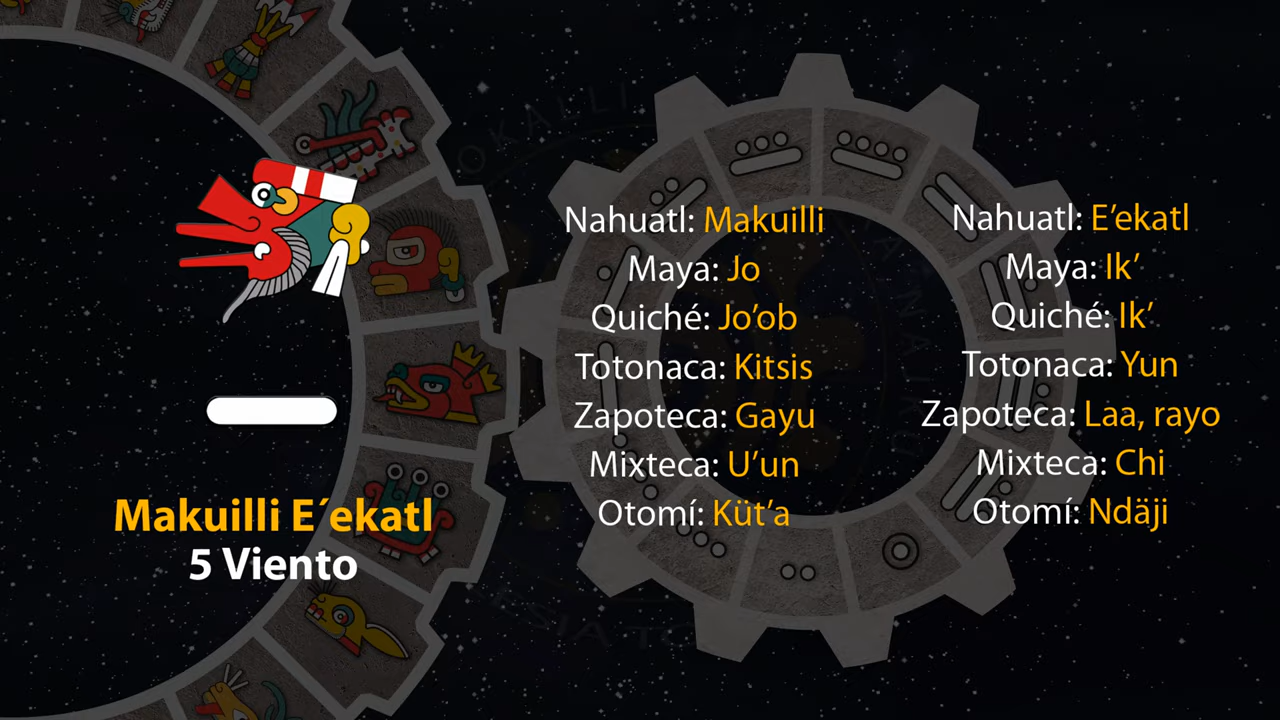 Nahuatl: Makuilli
Maya: Jo
Quiché: Jo’ob
Totonaca: Kitsis
Zapoteca: Gayu
Mixteca: U’un
Otomí: Küt’a
Nahuatl: E’ekatl
Maya: Ik’
Quiché: Ik’
Totonaca: Yun
Zapoteca: Laa, rayo
Mixteca: Chi
Otomí: Ndäji
Makuilli E´ekatl
5 Viento